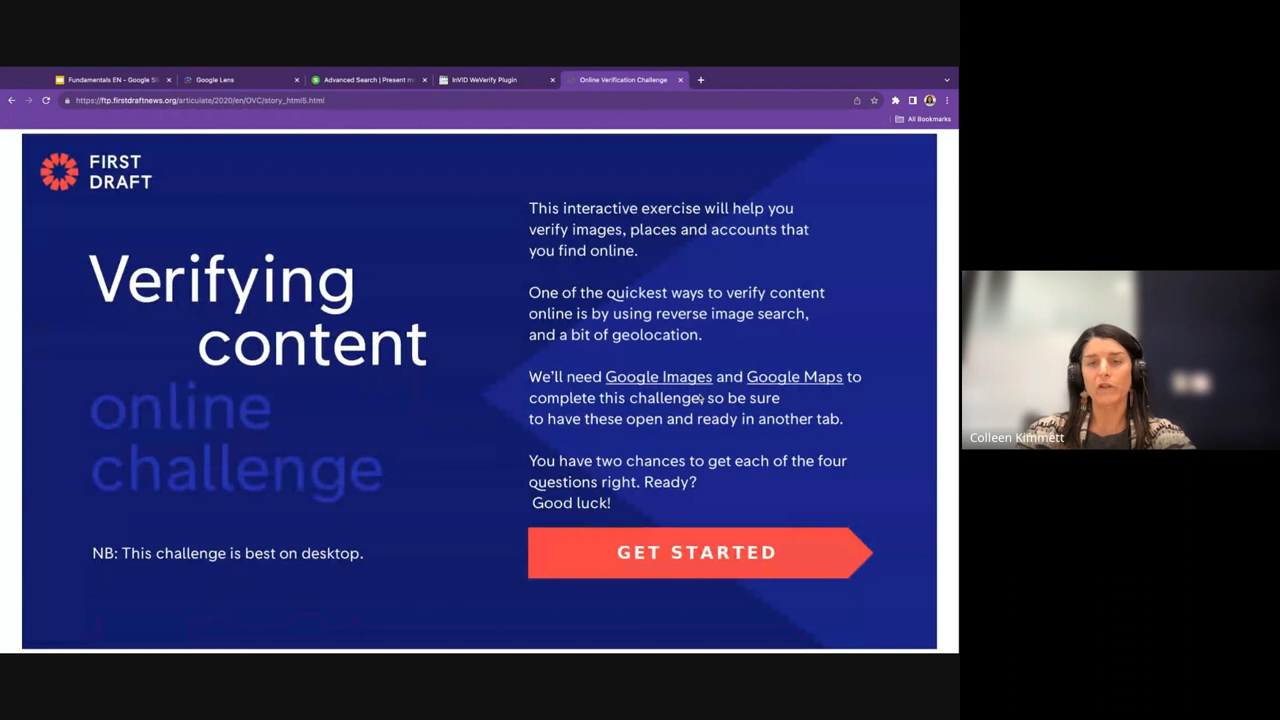 Fundamentals EN - Google Sl
Google Lens
Advanced Search | Present m
InVID WeVerify Plugin
Online Verification Challenge
https://ftp.firstdraftnews.org/articulate/2020/en/OVC/story_html5.html
All Bookmarks
FIRST
DRAFT
Verifying
content
online
challenge
NB: This challenge is best on desktop.
This interactive exercise will help you
verify images, places and accounts that
you find online.
One of the quickest ways to verify content
online is by using reverse image search,
and a bit of geolocation.
We'll need Google Images and Google Maps to
complete this challenge, so be sure
to have these open and ready in another tab.
You have two chances to get each of the four
questions right. Ready?
Good luck!
GET STARTED
Colleen Kimmett